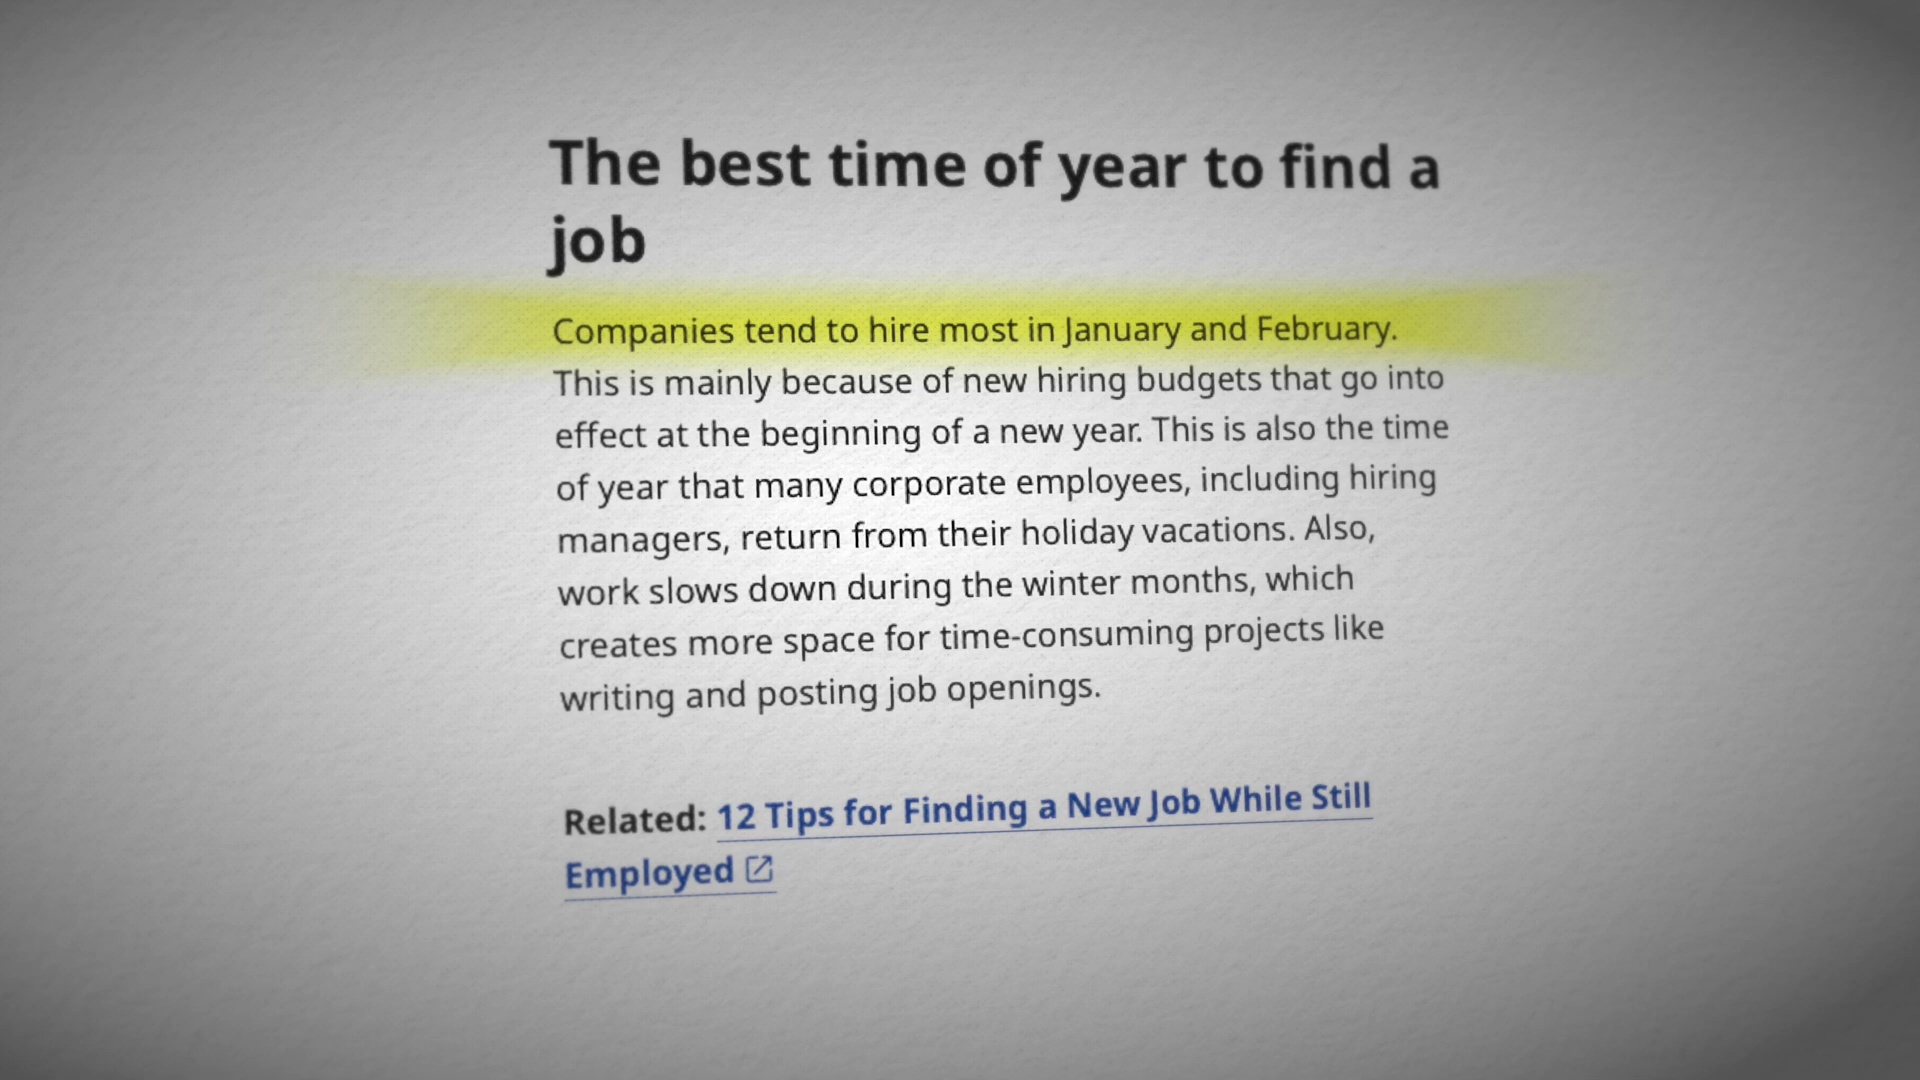 The best time of year to find a
job
Companies tend to hire most in January and February.
This is mainly because of new hiring budgets that go into
effect at the beginning of a new year. This is also the time
of year that many corporate employees, including hiring
managers, return from their holiday vacations. Also,
work slows down during the winter months, which
creates more space for time-consuming projects like
writing and posting job openings.
Related: 12 Tips for Finding a New Job While Still
Employed